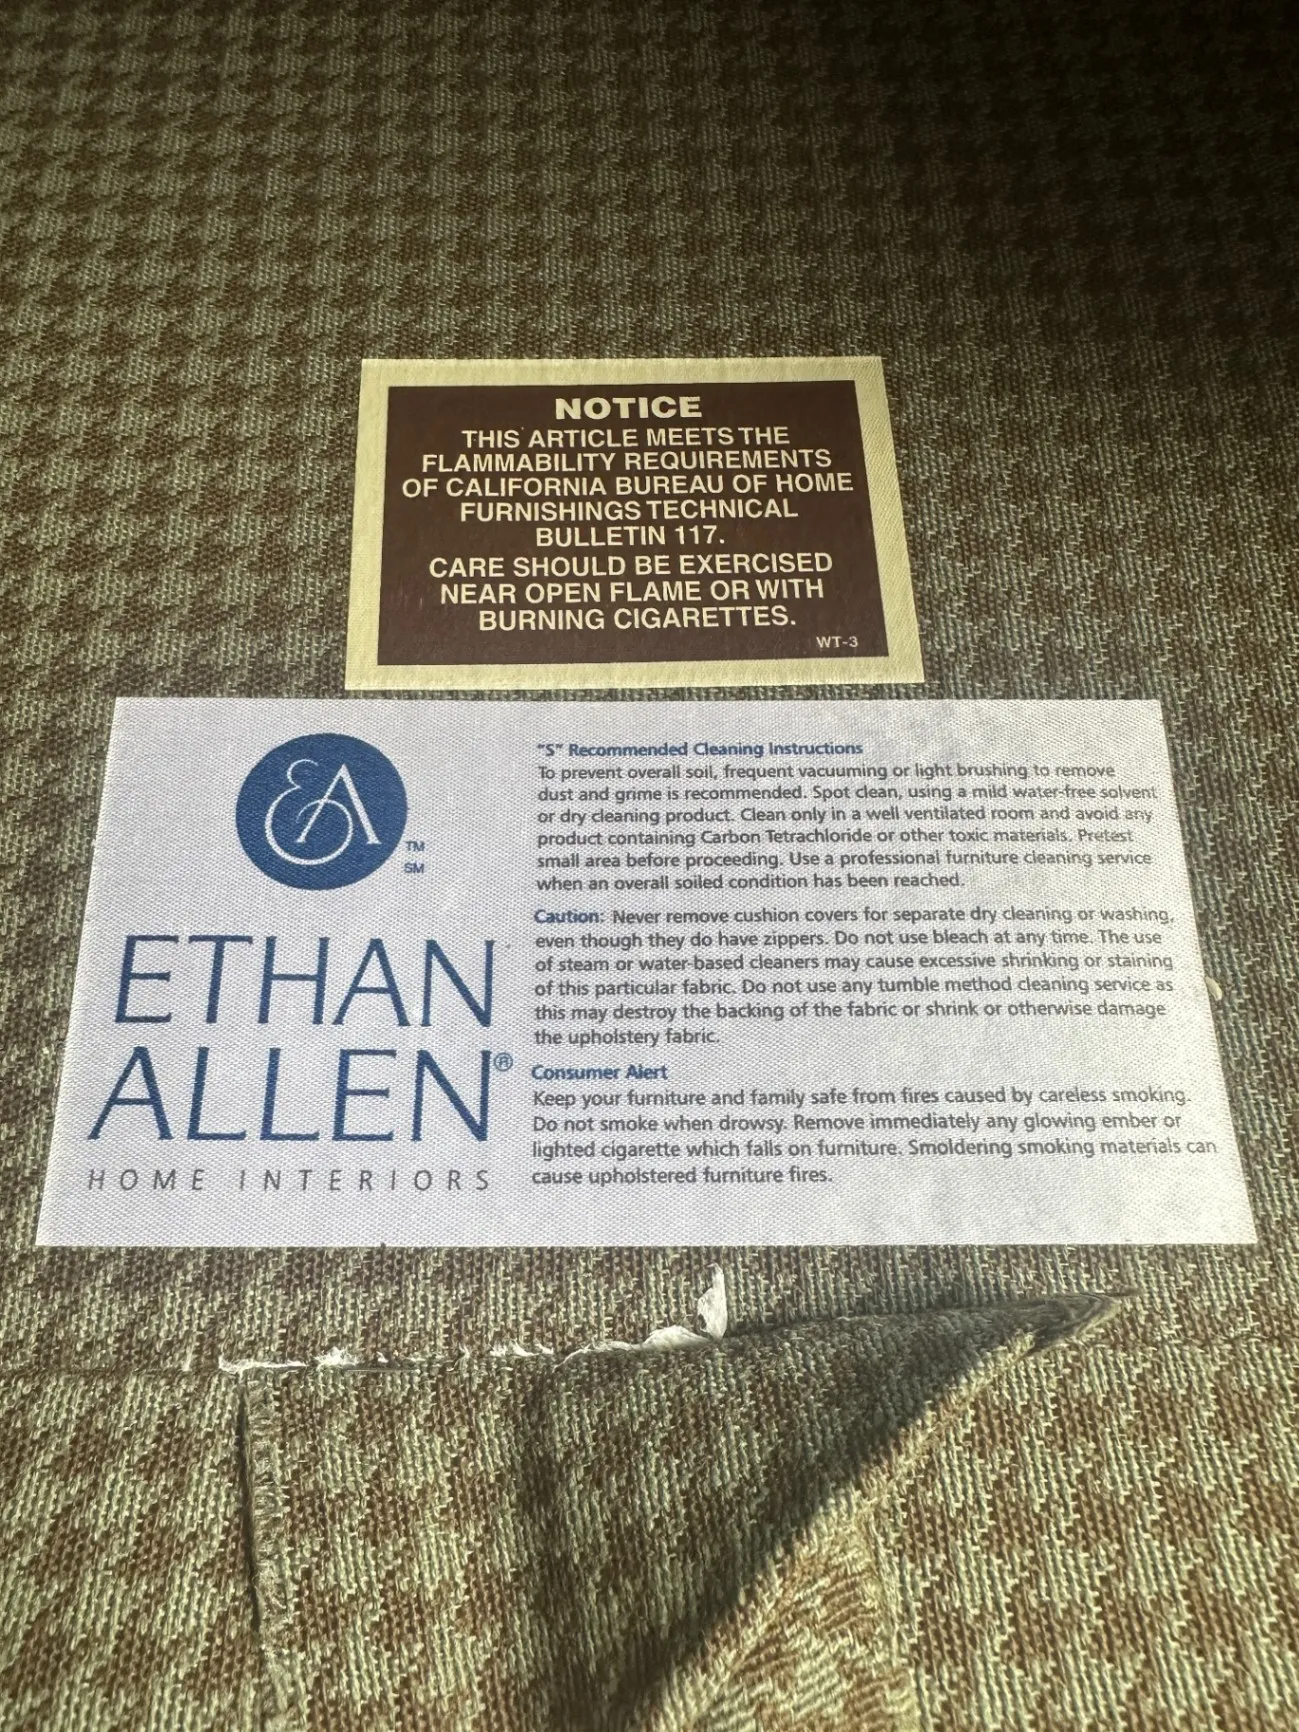 NOTICE
THIS ARTICLE MEETS THE
FLAMMABILITY REQUIREMENTS
OF CALIFORNIA BUREAU OF HOME
FURNISHINGS TECHNICAL
BULLETIN 117.
CARE SHOULD BE EXERCISED
NEAR OPEN FLAME OR WITH
BURNING CIGARETTES.
WT-3
EA
TM
SM
ETHAN
ALLEN®
HOME INTERIORS
"S" Recommended Cleaning Instructions
To prevent overall soil, frequent vacuuming or light brushing to remove
dust and grime is recommended. Spot clean, using a mild water-free solvent
or dry cleaning product. Clean only in a well ventilated room and avoid any
product containing Carbon Tetrachloride or other toxic materials. Pretest
small area before proceeding. Use a professional furniture cleaning service
when an overall soiled condition has been reached.
Caution: Never remove cushion covers for separate dry cleaning or washing,
even though they do have zippers. Do not use bleach at any time. The use
of steam or water-based cleaners may cause excessive shrinking or staining
of this particular fabric. Do not use any tumble method cleaning service as
this may destroy the backing of the fabric or shrink or otherwise damage
the upholstery fabric.
Consumer Alert
Keep your furniture and family safe from fires caused by careless smoking.
Do not smoke when drowsy. Remove immediately any glowing ember or
lighted cigarette which falls on furniture. Smoldering smoking materials can
cause upholstered furniture fires.